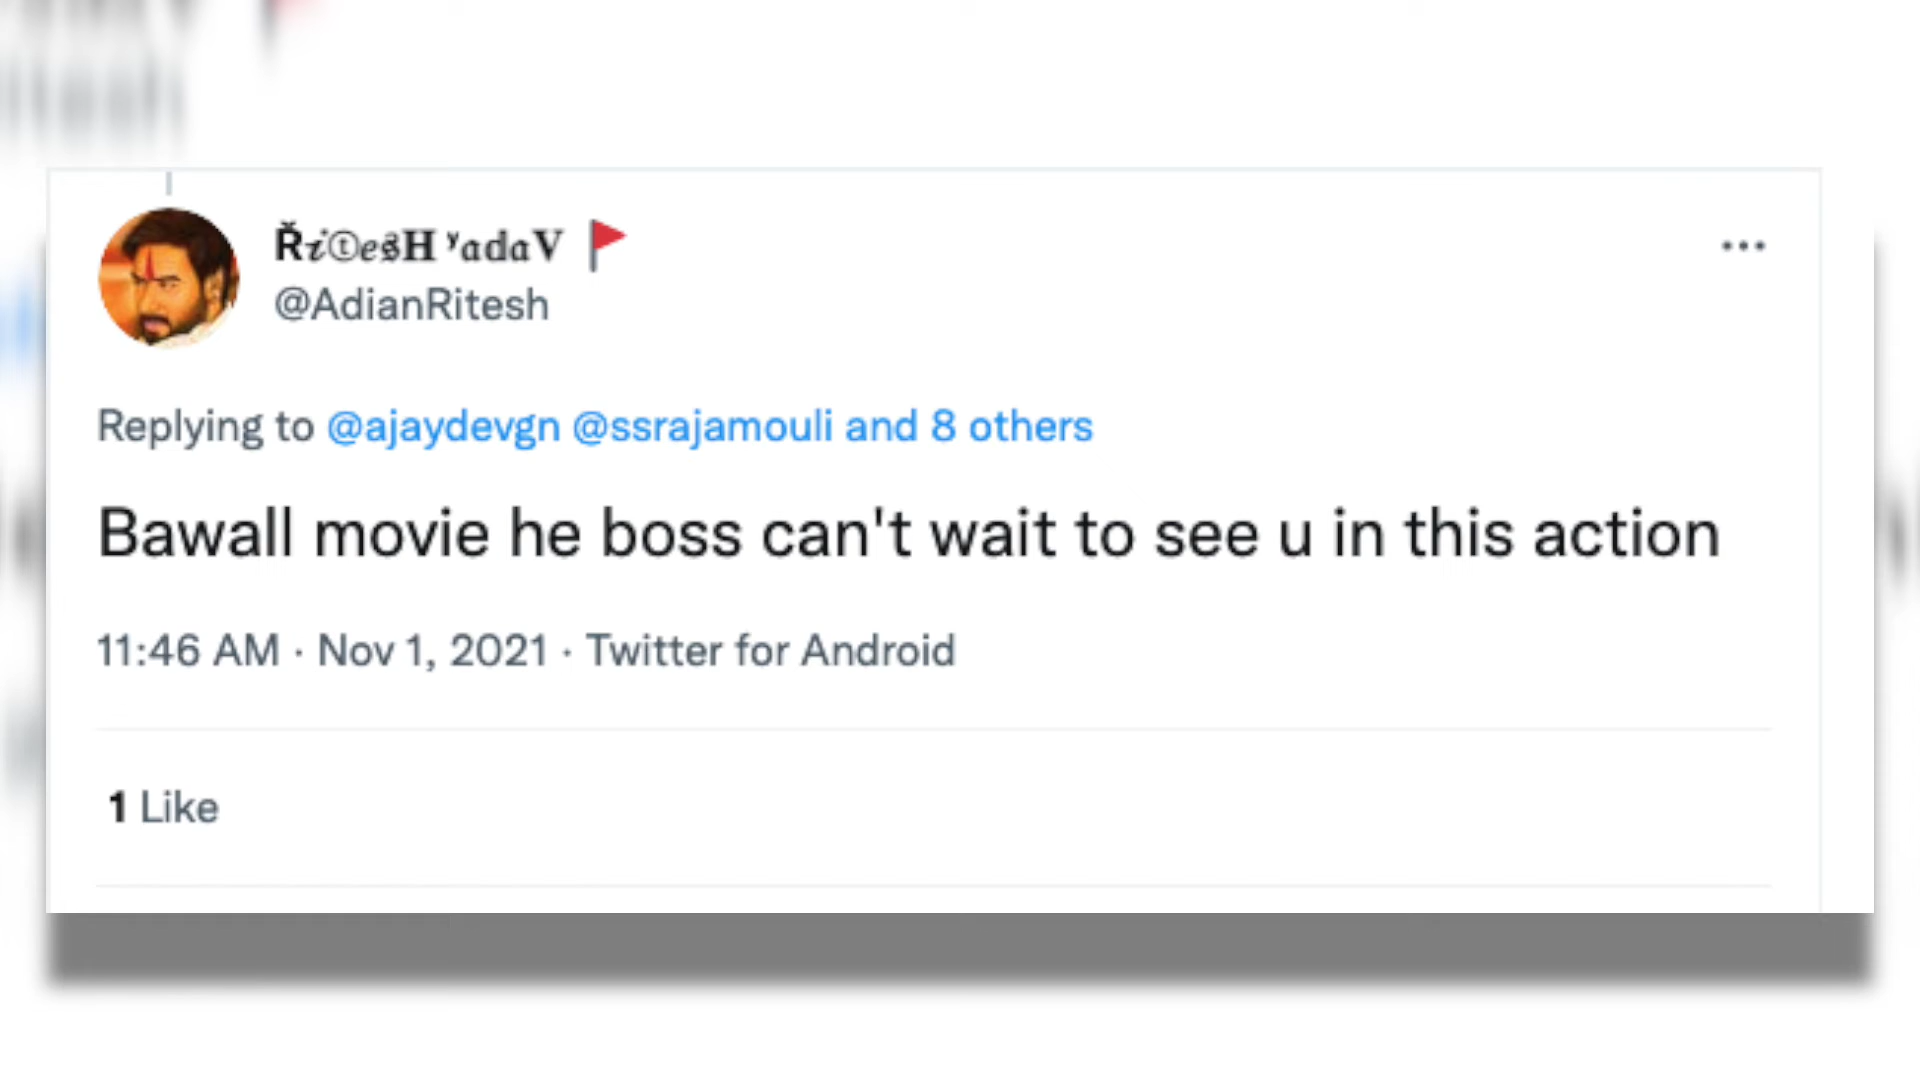 Řiⓣe𝔰H ʸadaV 🚩
@AdianRitesh
Replying to @ajaydevgn @ssrajamouli and 8 others
Bawall movie he boss can't wait to see u in this action
11:46 AM · Nov 1, 2021 · Twitter for Android
1 Like